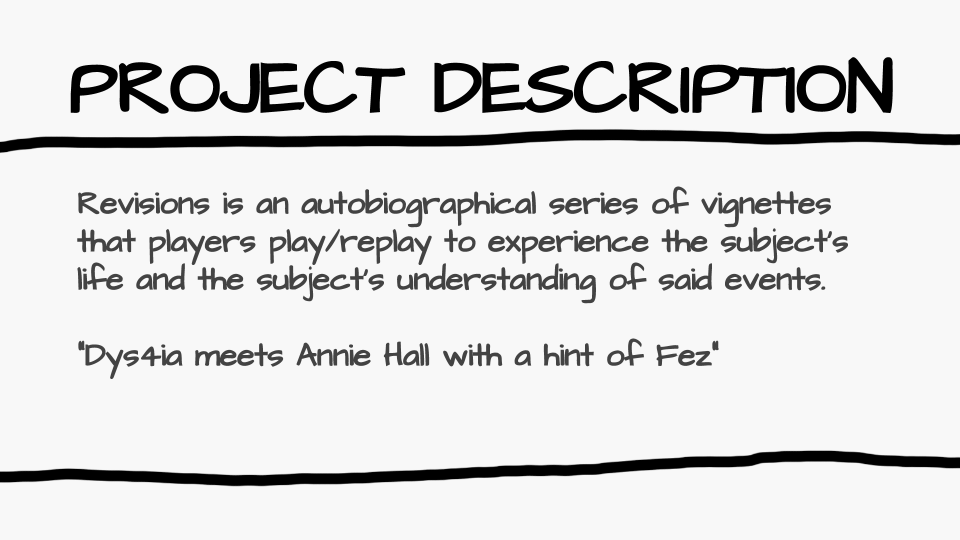 PROJECT DESCRIPTION
Revisions is an autobiographical series of vignettes
that players play/replay to experience the subject's
life and the subject's understanding of said events.
"Dys4ia meets Annie Hall with a hint of Fez"